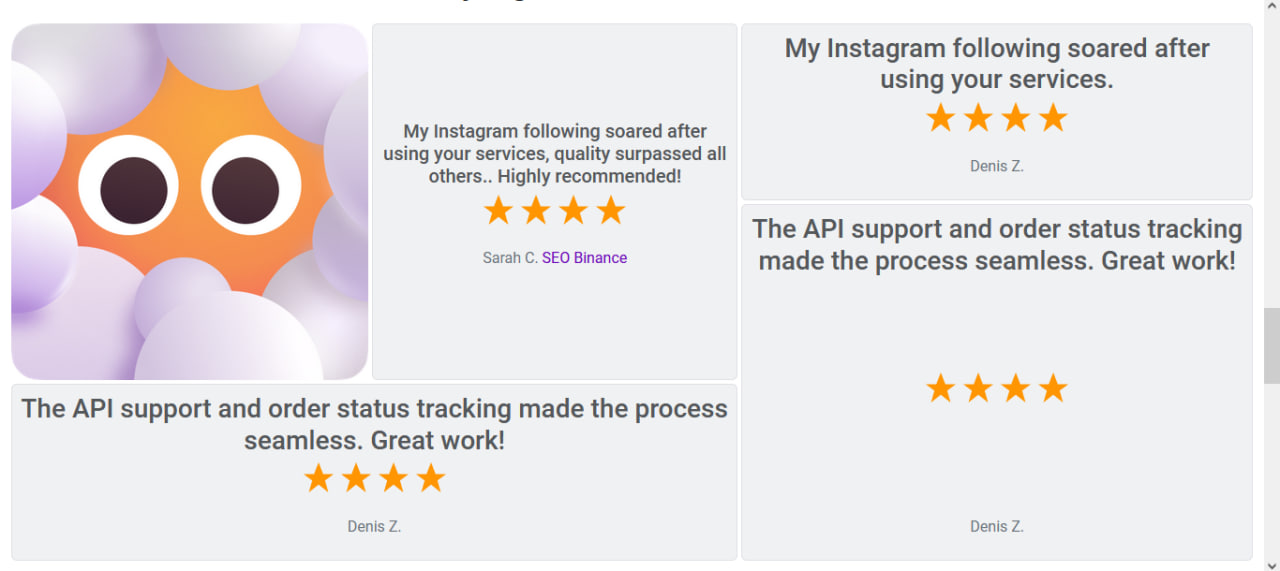 My Instagram following soared after
using your services, quality surpassed all
others.. Highly recommended!
Sarah C. SEO Binance
My Instagram following soared after
using your services.
Denis Z.
The API support and order status tracking
made the process seamless. Great work!
Denis Z.
The API support and order status tracking made the process
seamless. Great work!
Denis Z.